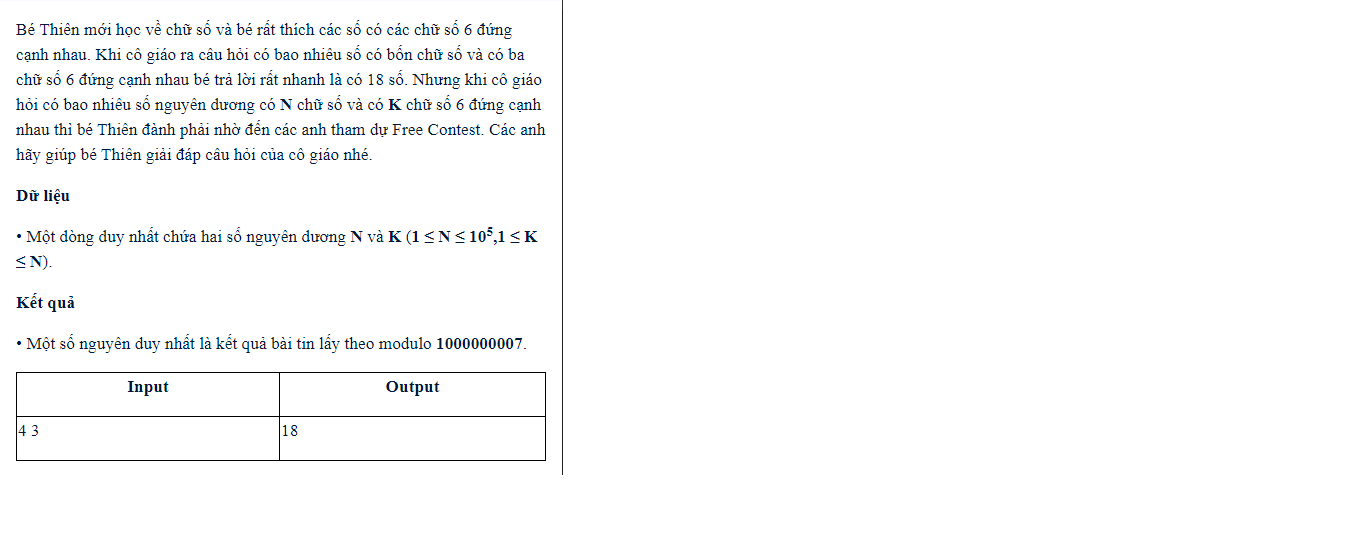 Bé Thiên mới học về chữ số và bé rất thích các số có các chữ số 6 đứng
cạnh nhau. Khi cô giáo ra câu hỏi có bao nhiêu số có bốn chữ số và có ba
chữ số 6 đứng cạnh nhau bé trả lời rất nhanh là có 18 số. Nhưng khi cô giáo
hỏi có bao nhiêu số nguyên dương có N chữ số và có K chữ số 6 đứng cạnh
nhau thì bé Thiên đành phải nhờ đến các anh tham dự Free Contest. Các anh
hãy giúp bé Thiên giải đáp câu hỏi của cô giáo nhé.
Dữ liệu
• Một dòng duy nhất chứa hai số nguyên dương N và K (1 ≤ N ≤ 10⁵,1 ≤ K
≤ N).
Kết quả
• Một số nguyên duy nhất là kết quả bài tin lấy theo modulo 1000000007.
Input Output
4 3 18